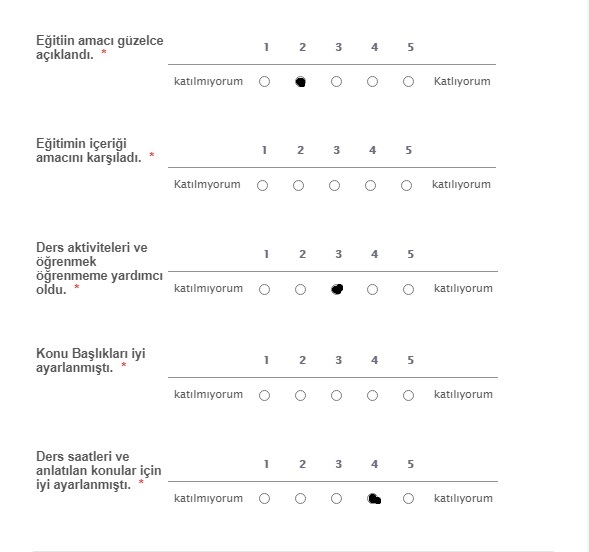 Eğitiin amacı güzelce
açıklandı. *
1 2 3 4 5
katılmıyorum Katlıyorum
Eğitimin içeriği
amacını karşıladı. *
1 2 3 4 5
Katılmyorum katılıyorum
Ders aktiviteleri ve
öğrenmek
öğrenmeme yardımcı
oldu. *
1 2 3 4 5
katılmıyorum katılıyorum
Konu Başlıkları iyi
ayarlanmıştı. *
1 2 3 4 5
katılmıyorum katılıyorum
Ders saatleri ve
anlatılan konular için
iyi ayarlanmıştı. *
1 2 3 4 5
katılmıyorum katılıyorum